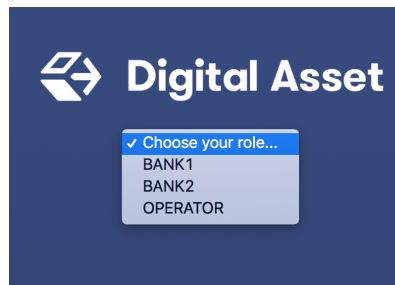 Digital Asset
✓ Choose your role...
BANK1
BANK2
OPERATOR